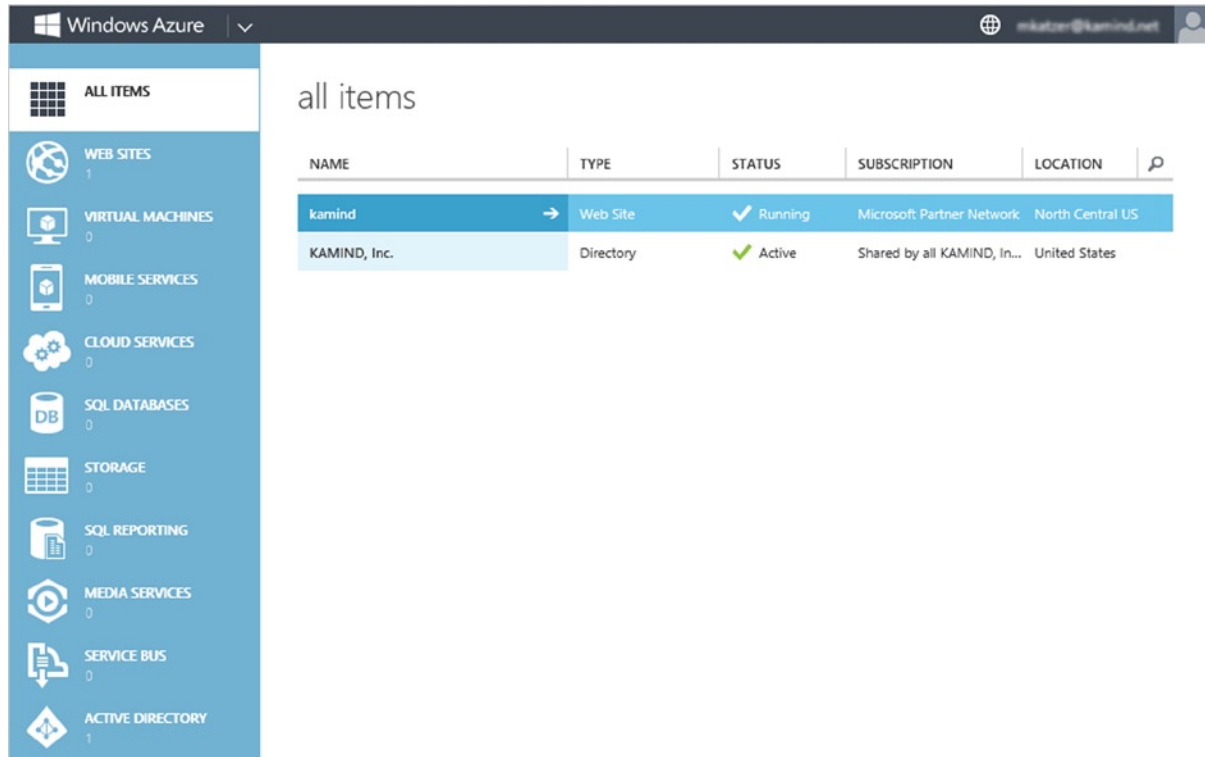 Windows Azure
ALL ITEMS
WEB SITES
1
VIRTUAL MACHINES
0
MOBILE SERVICES
0
CLOUD SERVICES
0
DB
SQL DATABASES
0
STORAGE
0
SQL REPORTING
0
MEDIA SERVICES
0
SERVICE BUS
0
ACTIVE DIRECTORY
1
all items
NAME TYPE STATUS SUBSCRIPTION LOCATION
kamind Web Site Running Microsoft Partner Network North Central US
KAMIND, Inc. Directory Active Shared by all KAMIND, In... United States